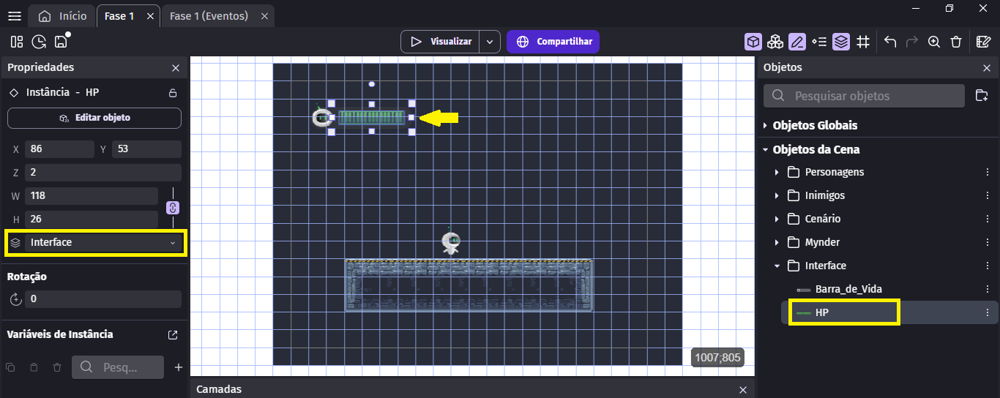 Início
Fase 1
Fase 1 (Eventos)
Visualizar
Compartilhar
Propriedades
Instância - HP
Editar objeto
X 86 Y 53
Z 2
W 118
H 26
Interface
Rotação
0
Variáveis de Instância
Pesq...
1007;805
Camadas
Objetos
Pesquisar objetos
Objetos Globais
Objetos da Cena
Personagens
Inimigos
Cenário
Mynder
Interface
Barra_de_Vida
HP